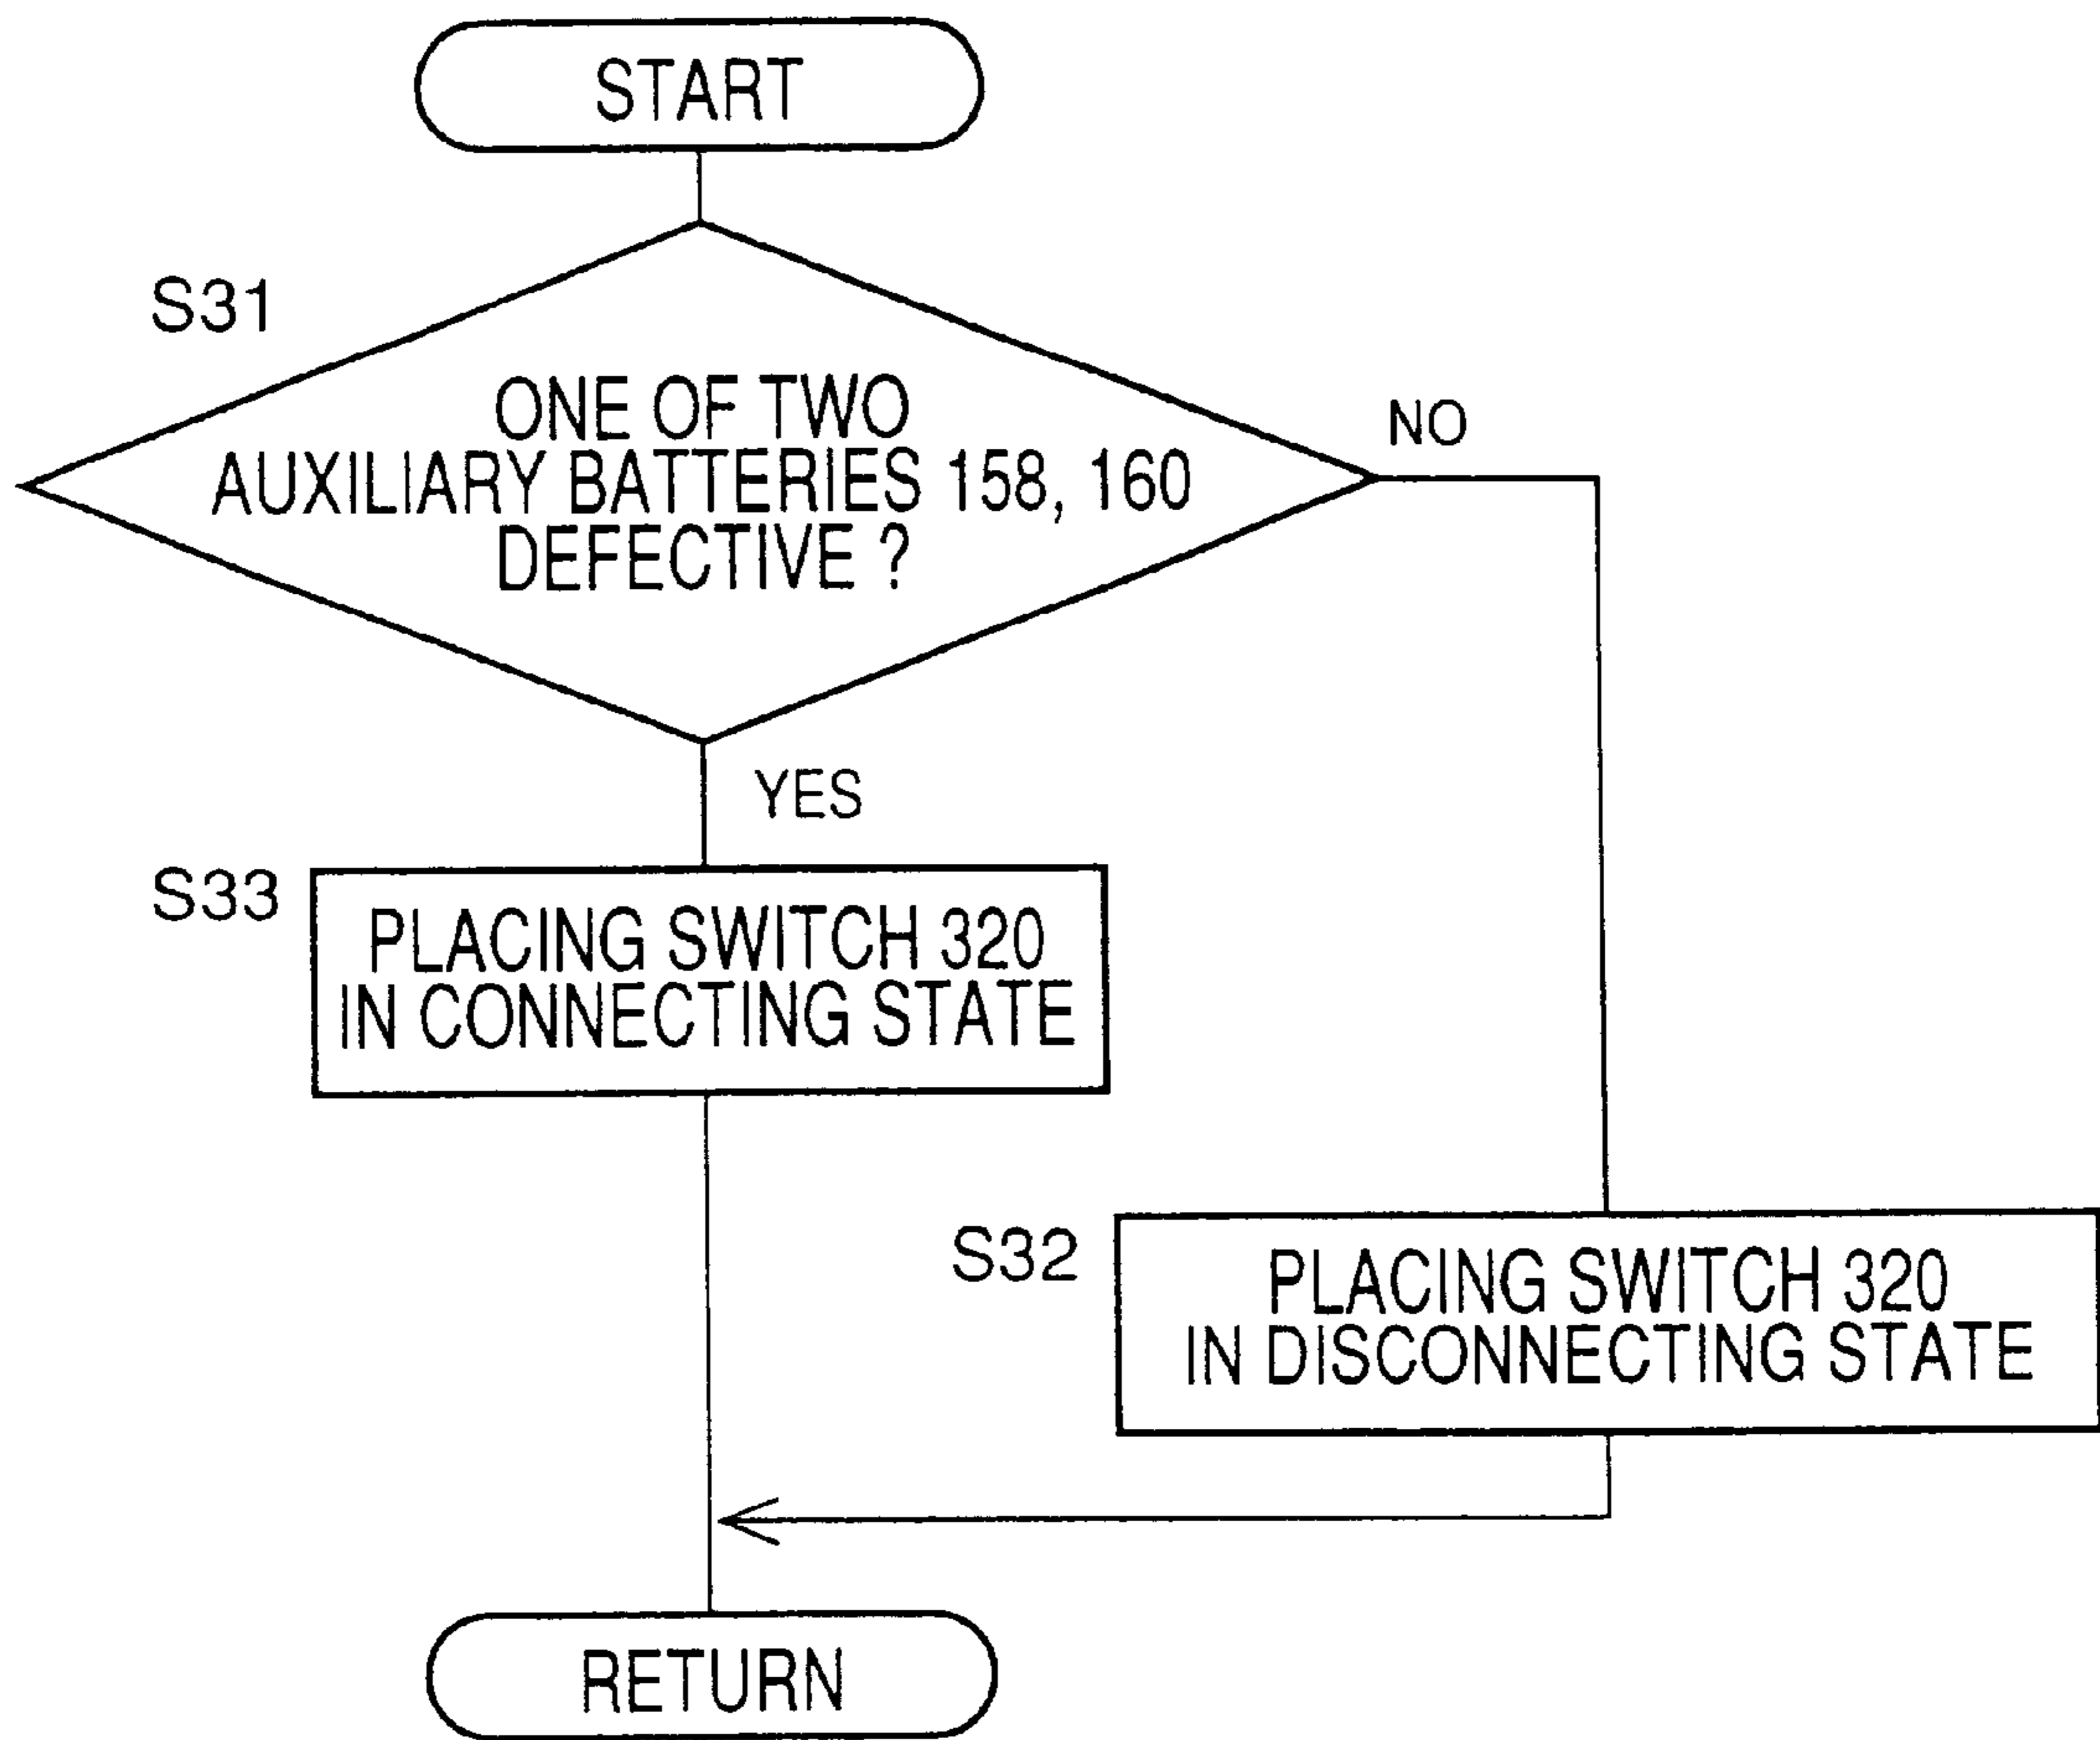 START
S31
ONE OF TWO
AUXILIARY BATTERIES 158, 160
DEFECTIVE ?
NO
YES
S33
PLACING SWITCH 320
IN CONNECTING STATE
S32
PLACING SWITCH 320
IN DISCONNECTING STATE
RETURN